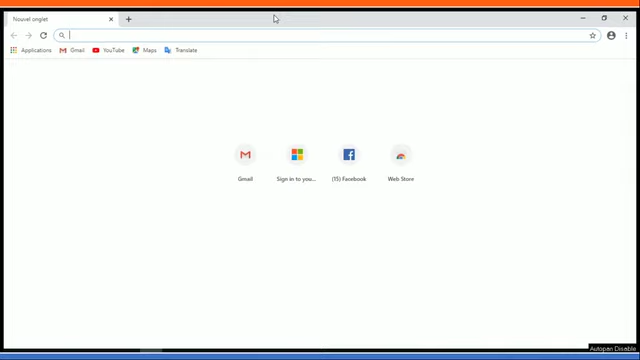 Nouvel onglet
Applications Gmail YouTube Maps Translate
Gmail Sign in to you... (15) Facebook Web Store
Autopan Disable